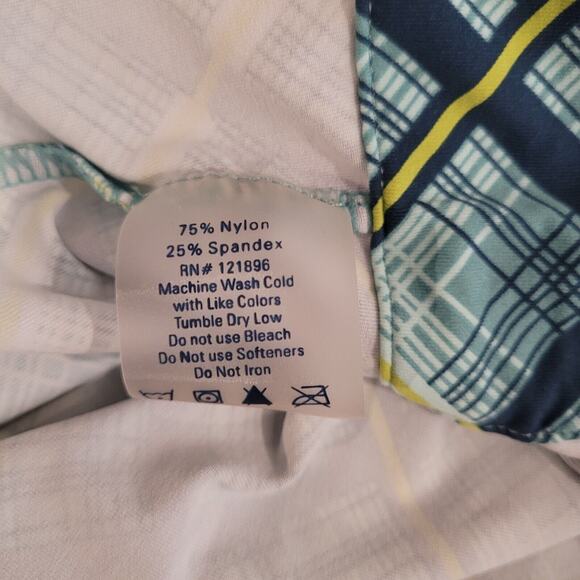 75% Nylon
25% Spandex
RN# 121896
Machine Wash Cold
with Like Colors
Tumble Dry Low
Do not use Bleach
Do Not use Softeners
Do Not Iron